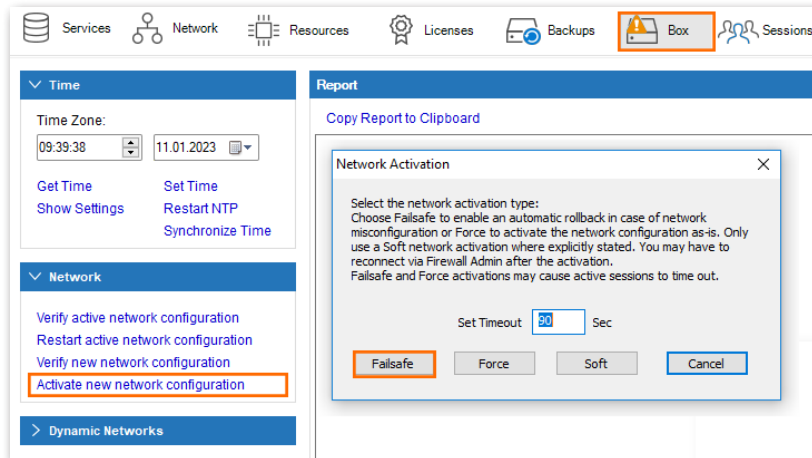 Services Network Resources Licenses Backups Box Sessions
Time
Time Zone:
09:39:38 11.01.2023
Get Time Set Time
Show Settings Restart NTP
Synchronize Time
Network
Verify active network configuration
Restart active network configuration
Verify new network configuration
Activate new network configuration
Dynamic Networks
Report
Copy Report to Clipboard
Network Activation
Select the network activation type:
Choose Failsafe to enable an automatic rollback in case of network
misconfiguration or Force to activate the network configuration as-is. Only
use a Soft network activation where explicitly stated. You may have to
reconnect via Firewall Admin after the activation.
Failsafe and Force activations may cause active sessions to time out.
Set Timeout 90 Sec
Failsafe Force Soft Cancel